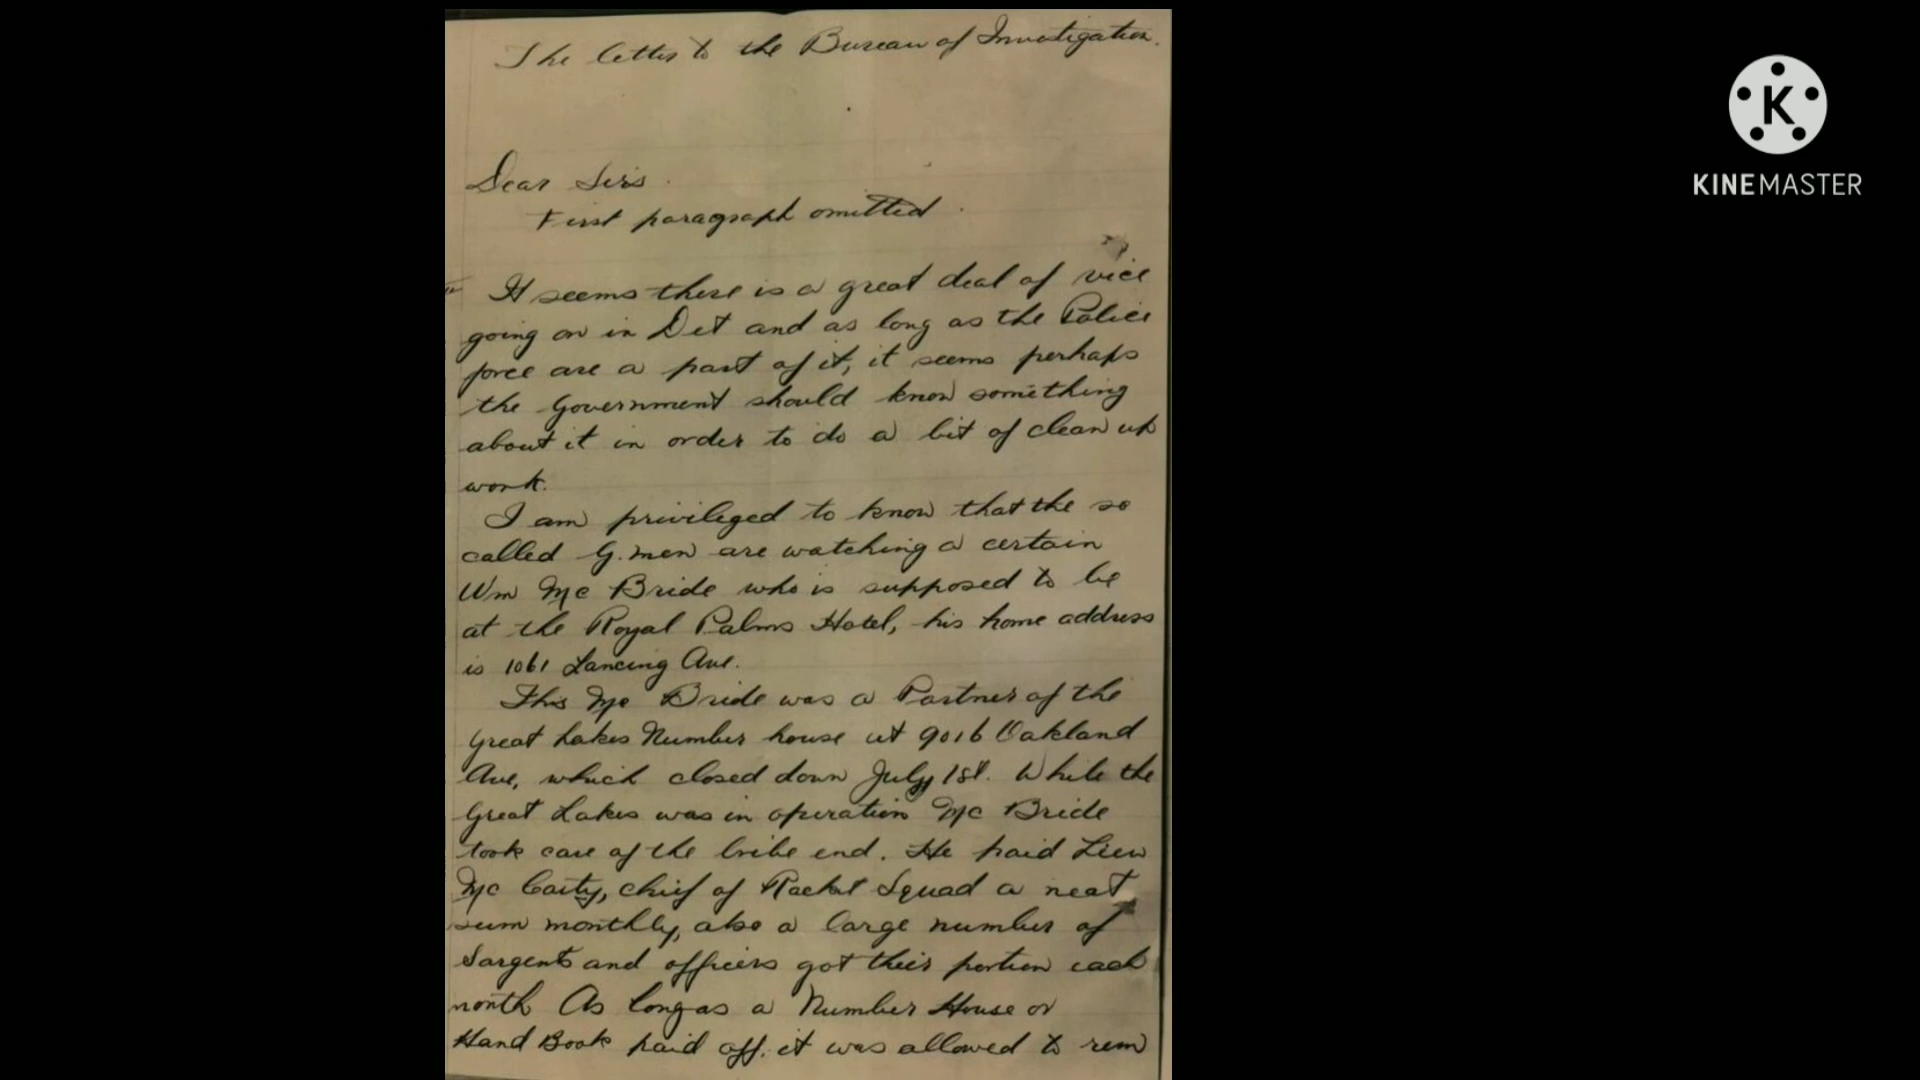 The letter to the Bureau of Investigation.
Dear Sirs.
First paragraph omitted.
It seems there is a great deal of vice
going on in Det and as long as the Police
force are a part of it, it seems perhaps
the Government should know something
about it in order to do a bit of clean up
work.
I am privileged to know that the so
called G. men are watching a certain
Wm Mc Bride who is supposed to be
at the Royal Palms Hotel, his home address
is 1061 Lancing Ave.
This Mc Bride was a Partner of the
Great Lakes Number house at 9016 Oakland
Ave, which closed down July 1st. While the
Great Lakes was in operation Mc Bride
took care of the bribe end. He paid Lieu
Mc Carty, chief of Racket Squad a neat
sum monthly, also a large number of
Sargents and officers got their portion each
month As long as a Number House or
Hand Book paid off, it was allowed to rem
K
KINEMASTER